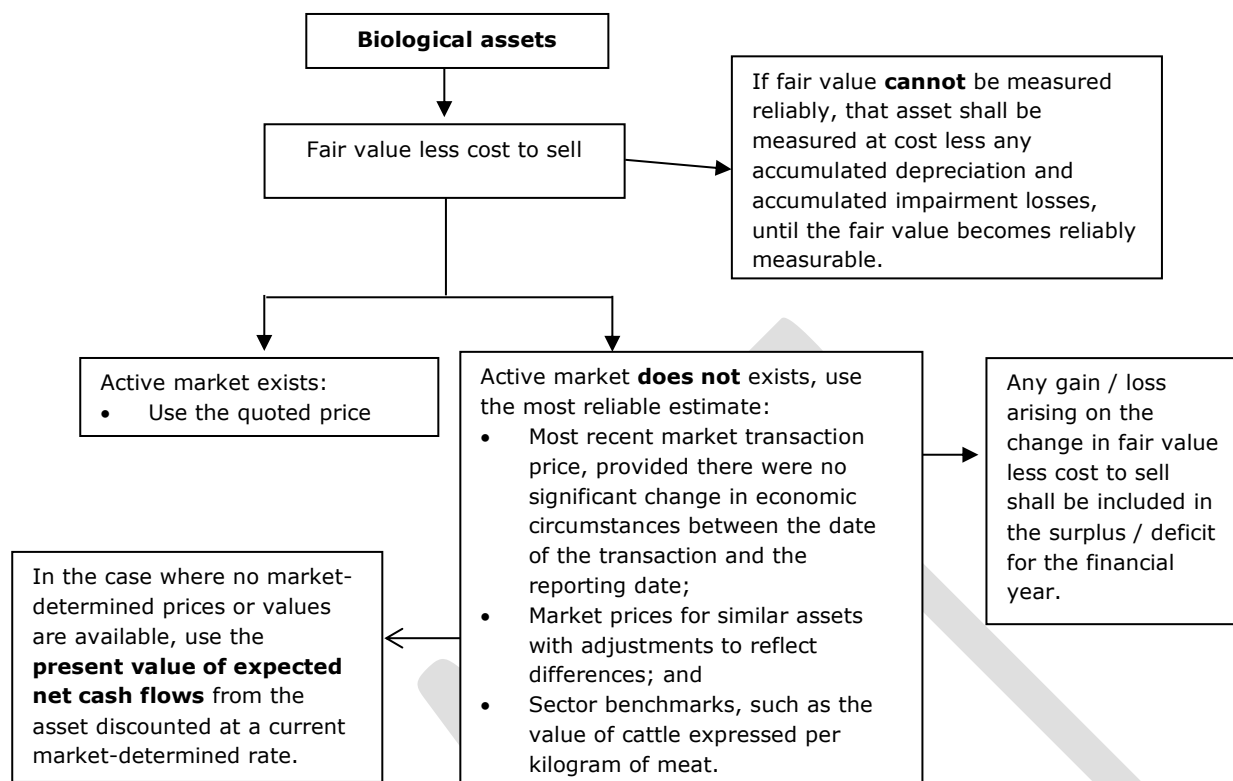 Biological assets
Fair value less cost to sell
If fair value cannot be measured
reliably, that asset shall be
measured at cost less any
accumulated depreciation and
accumulated impairment losses,
until the fair value becomes reliably
measurable.
Active market exists:
• Use the quoted price
Active market does not exists, use
the most reliable estimate:
• Most recent market transaction
price, provided there were no
significant change in economic
circumstances between the date
of the transaction and the
reporting date;
• Market prices for similar assets
with adjustments to reflect
differences; and
• Sector benchmarks, such as the
value of cattle expressed per
kilogram of meat.
Any gain / loss
arising on the
change in fair value
less cost to sell
shall be included in
the surplus / deficit
for the financial
year.
In the case where no market-
determined prices or values
are available, use the
present value of expected
net cash flows from the
asset discounted at a current
market-determined rate.